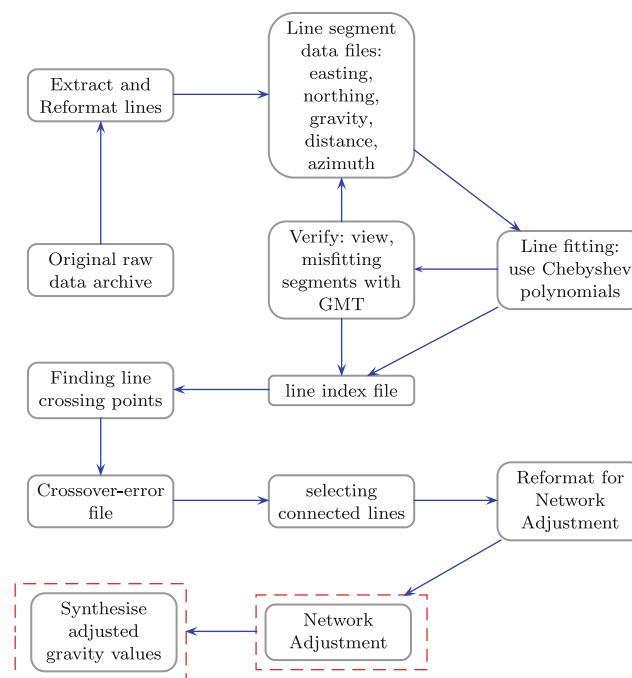 Line segment
data files:
easting,
northing,
gravity,
distance,
azimuth
Extract and
Reformat lines
Original raw
data archive
Verify: view,
misfitting
segments with
GMT
Line fitting:
use Chebyshev
polynomials
Finding line
crossing points
line index file
Crossover-error
file
selecting
connected lines
Reformat for
Network
Adjustment
Synthesise
adjusted
gravity values
Network
Adjustment